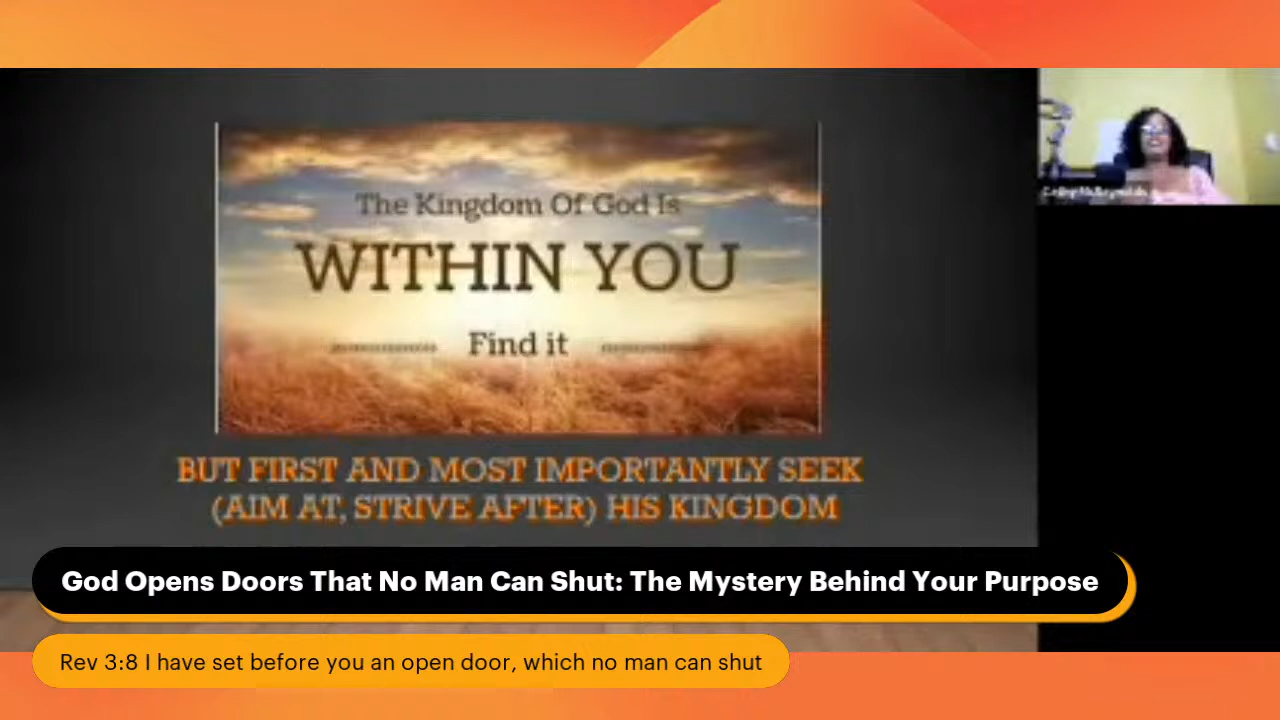 The Kingdom Of God Is
WITHIN YOU
Find it
BUT FIRST AND MOST IMPORTANTLY SEEK
(AIM AT, STRIVE AFTER) HIS KINGDOM
God Opens Doors That No Man Can Shut: The Mystery Behind Your Purpose
Rev 3:8 I have set before you an open door, which no man can shut